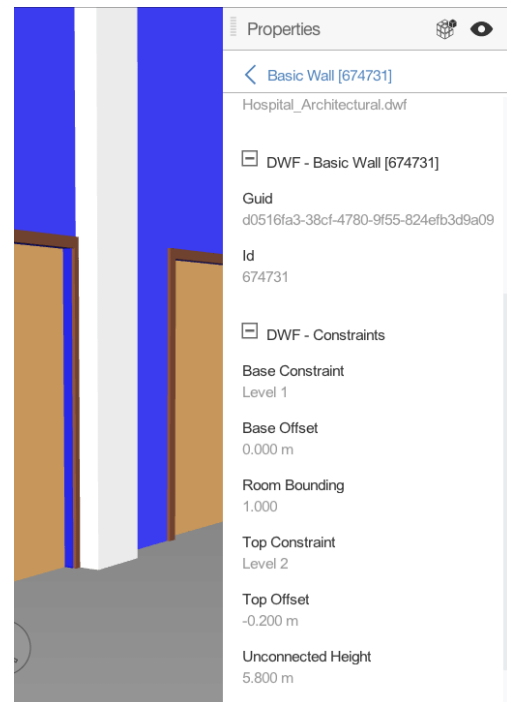 Properties
Basic Wall [674731]
Hospital_Architectural.dwf
DWF - Basic Wall [674731]
Guid
d0516fa3-38cf-4780-9f55-824efb3d9a09
Id
674731
DWF - Constraints
Base Constraint
Level 1
Base Offset
0.000 m
Room Bounding
1.000
Top Constraint
Level 2
Top Offset
-0.200 m
Unconnected Height
5.800 m